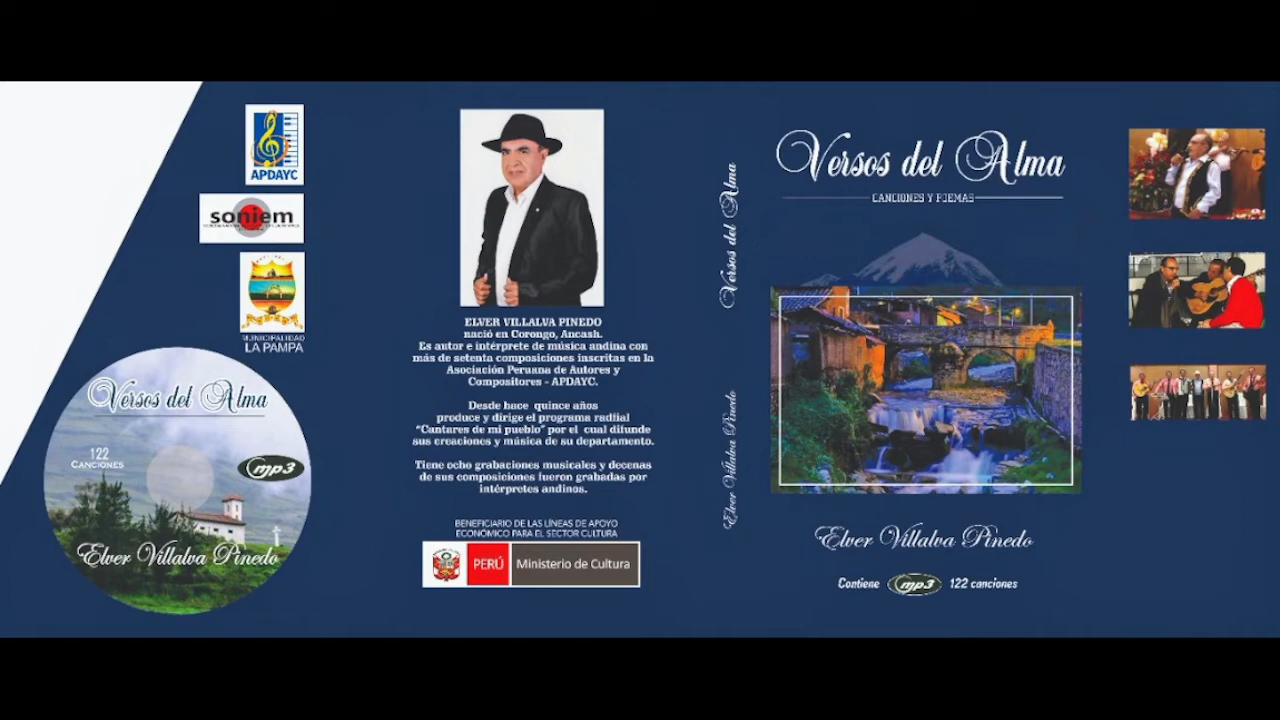 APDAYC
soniem
MUNICIPALIDAD
LA PAMPA
Versos del Alma
122
CANCIONES
mp3
Elver Villalva Pinedo
ELVER VILLALVA PINEDO
nació en Corongo, Ancash.
Es autor e intérprete de música andina con
más de setenta composiciones inscritas en la
Asociación Peruana de Autores y
Compositores - APDAYC.
Desde hace quince años
produce y dirige el programa radfial
"Cantares de mi pueblo" por el cual difunde
sus creaciones y música de su departamento.
Tiene ocho grabaciones musicales y decenas
de sus composiciones fueron grabadas por
intérpretes andinos.
BENEFICIARIO DE LAS LÍNEAS DE APOYO
ECONÓMICO PARA EL SECTOR CULTURA
PERÚ Ministerio de Cultura
Versos del Alma
Elver Villalva Pinedo
Versos del Alma
CANCIONES Y POEMAS
Elver Villalva Pinedo
Contiene mp3 122 canciones